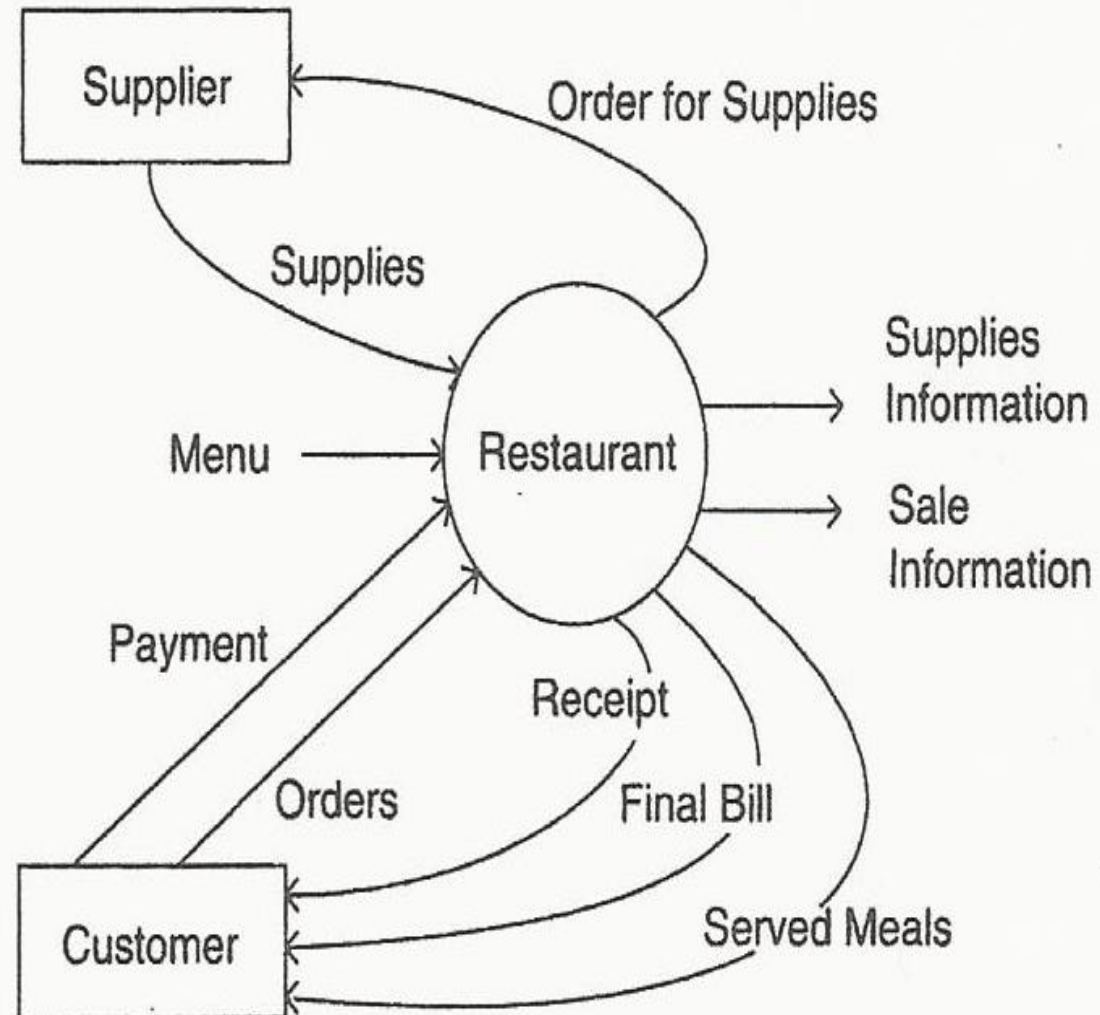 Supplier
Order for Supplies
Supplies
Supplies
Information
Menu
Restaurant
Sale
Information
Payment
Receipt
Orders
Final Bill
Customer
Served Meals